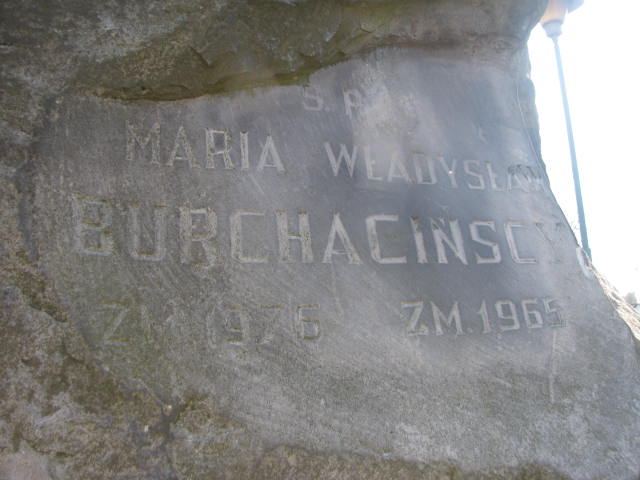 Ś. P.
MARIA WŁADYSŁAW
BURCHACIŃSCY
ZM. 1976 ZM. 1965